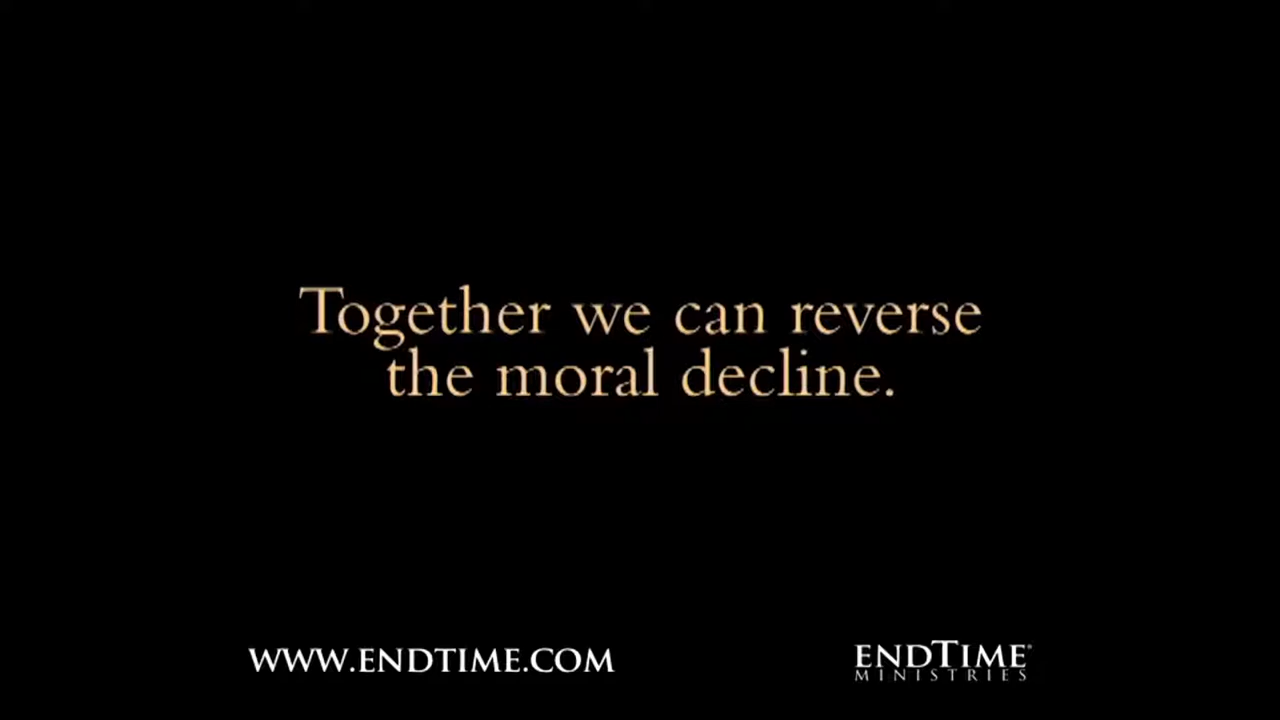 Together we can reverse
the moral decline.
WWW.ENDTIME.COM
ENDTIME®
MINISTRIES